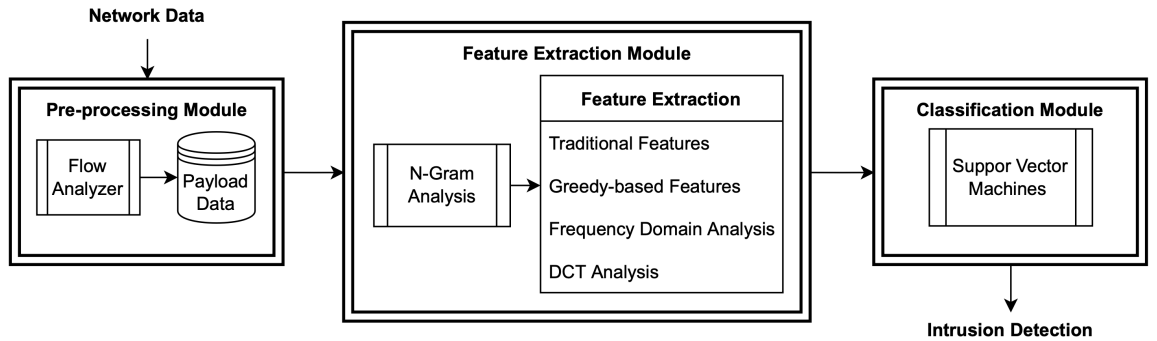 Network Data
Pre-processing Module
Flow
Analyzer
Payload
Data
Feature Extraction Module
N-Gram
Analysis
Feature Extraction
Traditional Features
Greedy-based Features
Frequency Domain Analysis
DCT Analysis
Classification Module
Suppor Vector
Machines
Intrusion Detection